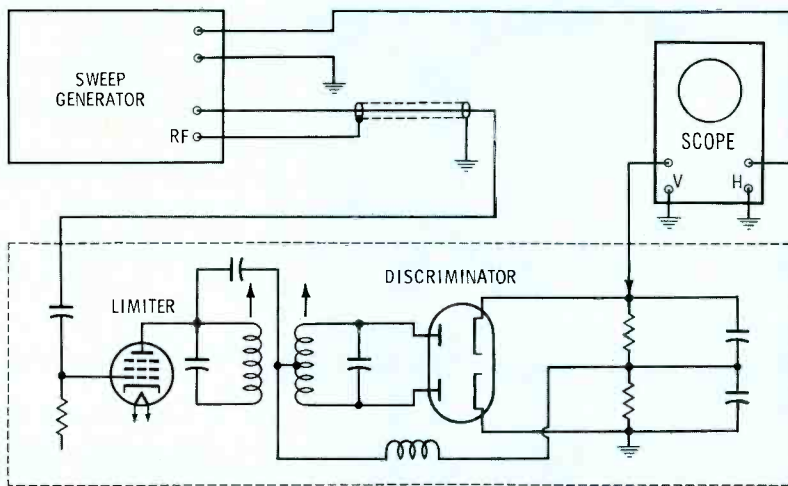 SWEEP
GENERATOR
RF
SCOPE
V H
LIMITER
DISCRIMINATOR